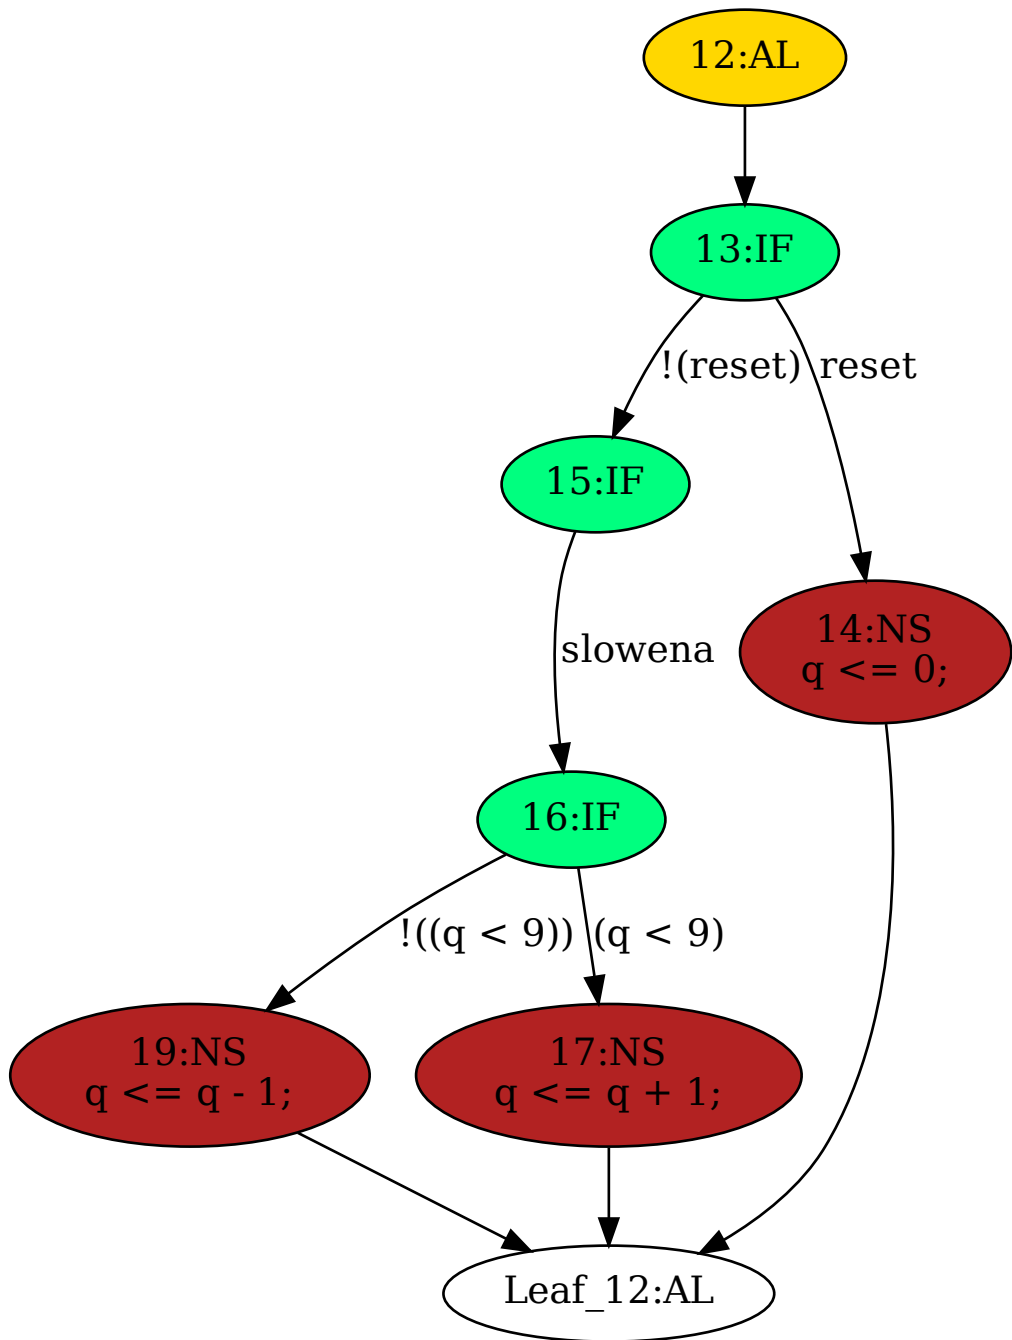 12:AL
13:IF
!(reset)
reset
15:IF
14:NS
q <= 0;
slowena
16:IF
!((q < 9))
(q < 9)
19:NS
q <= q - 1;
17:NS
q <= q + 1;
Leaf_12:AL